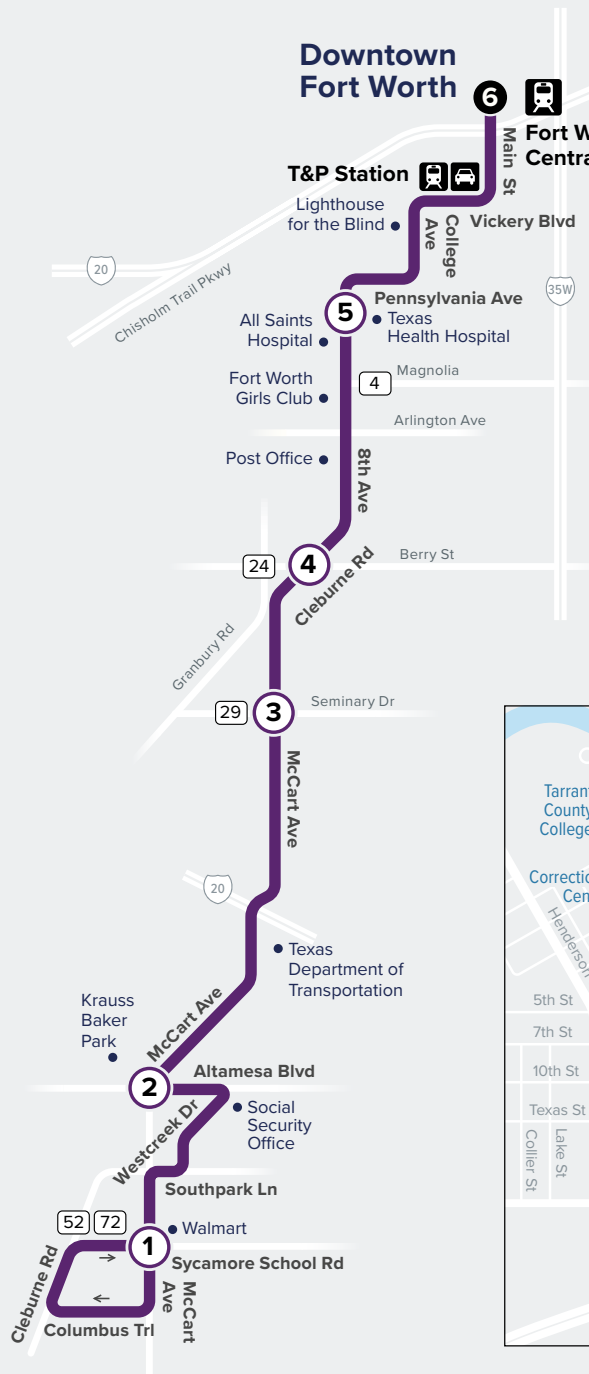 Downtown
Fort Worth
6
Fort W
Centra
Main St
T&P Station
Lighthouse
for the Blind
College
Ave
Vickery Blvd
20
Chisholm Trail Pkwy
35W
Pennsylvania Ave
5
All Saints
Hospital
Texas
Health Hospital
Fort Worth
Girls Club
4
Magnolia
Arlington Ave
Post Office
8th Ave
24
4
Berry St
Cleburne Rd
Granbury Rd
29
3
Seminary Dr
McCart Ave
Tarrant
County
College
20
Correctio
Cen
Henderson
Texas
Department of
Transportation
Krauss
Baker
Park
McCart Ave
5th St
7th St
10th St
Texas St
Collier St
Lake St
2
Altamesa Blvd
Social
Security
Office
Westcreek Dr
Southpark Ln
52
72
Walmart
1
Sycamore School Rd
Cleburne Rd
McCart
Ave
Columbus Trl